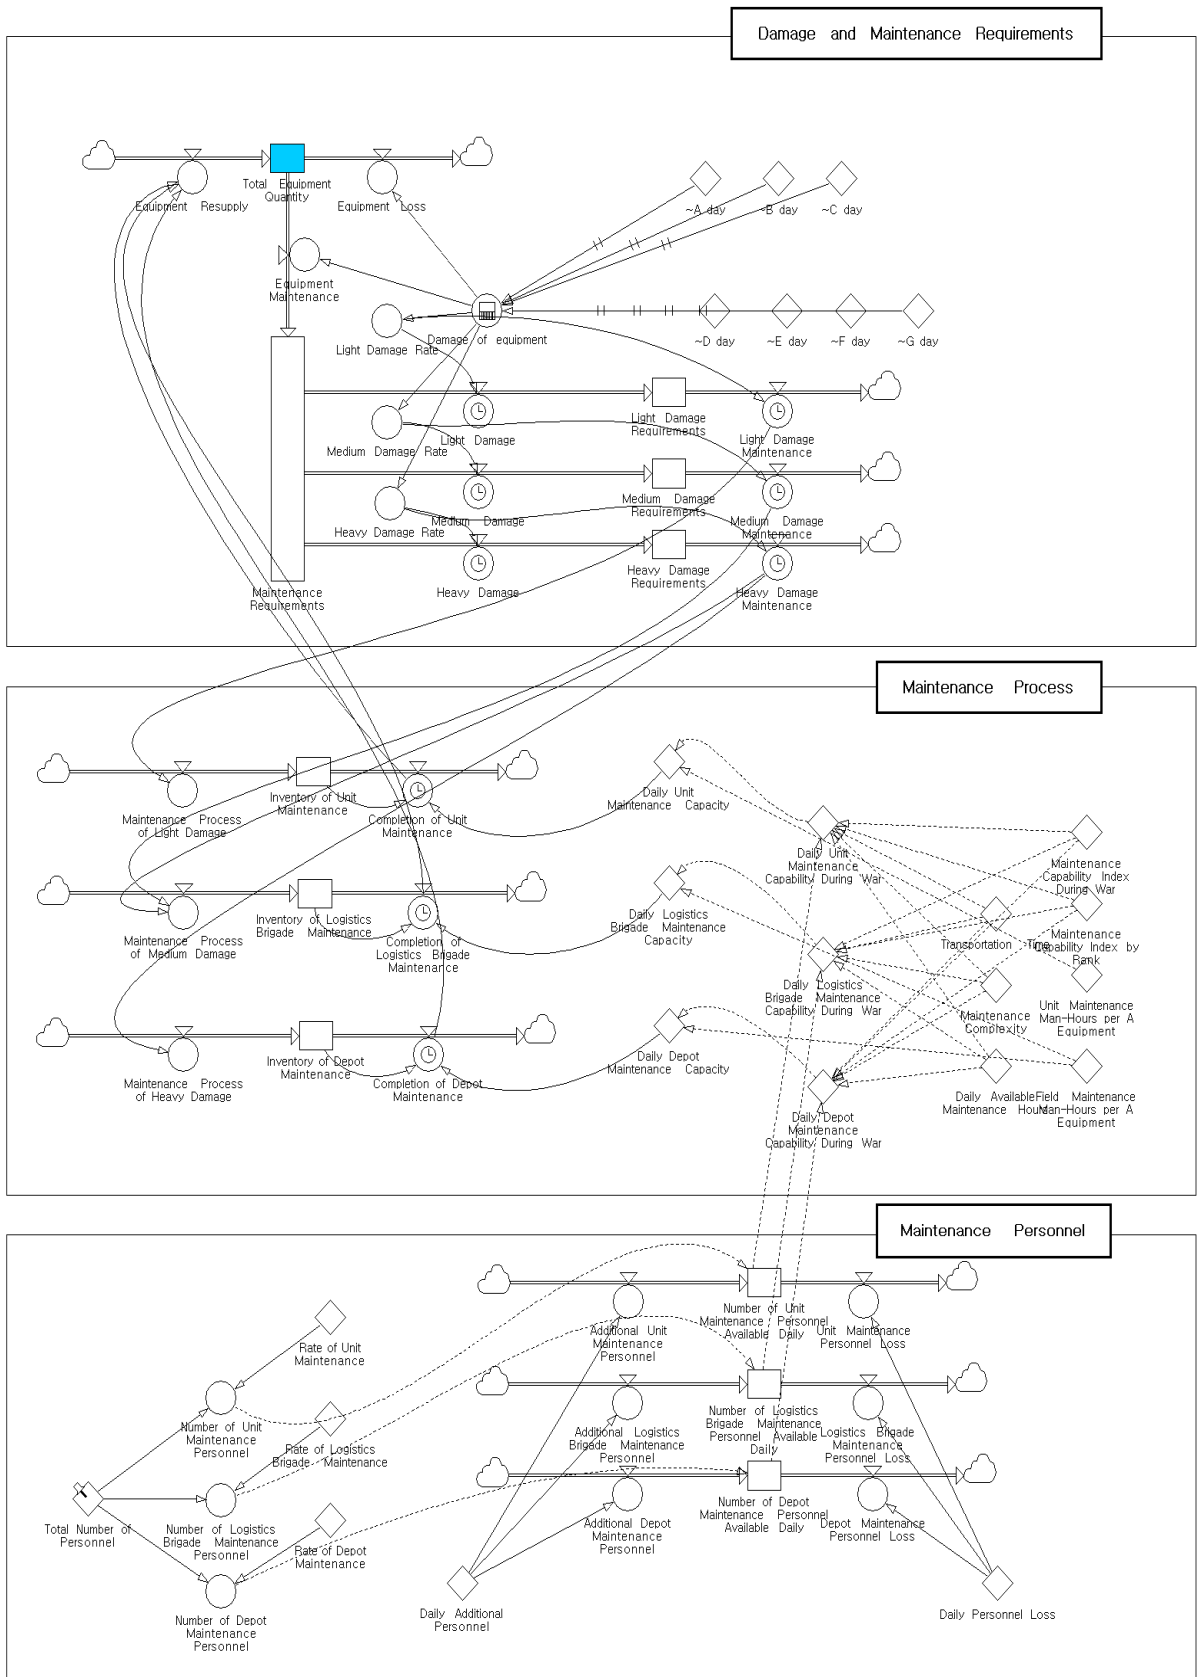 Damage and Maintenance Requirements
Total Equipment
Quantity
Equipment Resupply
Equipment Loss
~A day
~B day
~C day
Equipment
Maintenance
Light Damage Rate
Damage of equipment
~D day
~E day
~F day
~G day
Light Damage
Light Damage
Requirements
Light Damage
Maintenance
Medium Damage Rate
Medium Damage
Medium Damage
Requirements
Medium Damage
Maintenance
Heavy Damage Rate
Heavy Damage
Heavy Damage
Requirements
Heavy Damage
Maintenance
Maintenance
Requirements
Maintenance Process
Maintenance Process
of Light Damage
Inventory of Unit
Maintenance
Completion of Unit
Maintenance
Daily Unit
Maintenance Capacity
Daily Unit
Maintenance
Capability During War
Maintenance
Capability Index
During War
Maintenance Process
of Medium Damage
Inventory of Logistics
Brigade Maintenance
Completion of
Logistics Brigade
Maintenance
Daily Logistics
Brigade Maintenance
Capacity
Transportation Time
Maintenance
Capability Index by
Rank
Daily Logistics
Brigade Maintenance
Capability During War
Maintenance
Complexity
Unit Maintenance
Man-Hours per A
Equipment
Maintenance Process
of Heavy Damage
Inventory of Depot
Maintenance
Completion of Depot
Maintenance
Daily Depot
Maintenance Capacity
Daily Depot
Maintenance
Capability During War
Daily Available
Maintenance Hours
Field Maintenance
Man-Hours per A
Equipment
Maintenance Personnel
Rate of Unit
Maintenance
Additional Unit
Maintenance
Personnel
Number of Unit
Maintenance Personnel
Available Daily
Unit Maintenance
Personnel Loss
Number of Unit
Maintenance
Personnel
Rate of Logistics
Brigade Maintenance
Additional Logistics
Brigade Maintenance
Personnel
Number of Logistics
Brigade Maintenance
Personnel Available
Daily
Logistics Brigade
Maintenance
Personnel Loss
Total Number of
Personnel
Number of Logistics
Brigade Maintenance
Personnel
Rate of Depot
Maintenance
Additional Depot
Maintenance
Personnel
Number of Depot
Maintenance Personnel
Available Daily
Depot Maintenance
Personnel Loss
Number of Depot
Maintenance
Personnel
Daily Additional
Personnel
Daily Personnel Loss